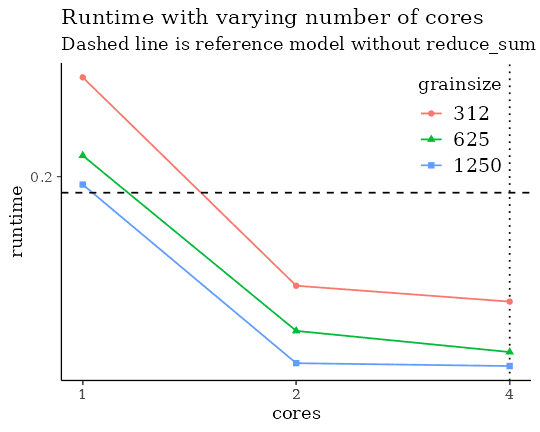 Runtime with varying number of cores
Dashed line is reference model without reduce_sum
grainsize
312
625
1250
0.2
runtime
1
2
4
cores